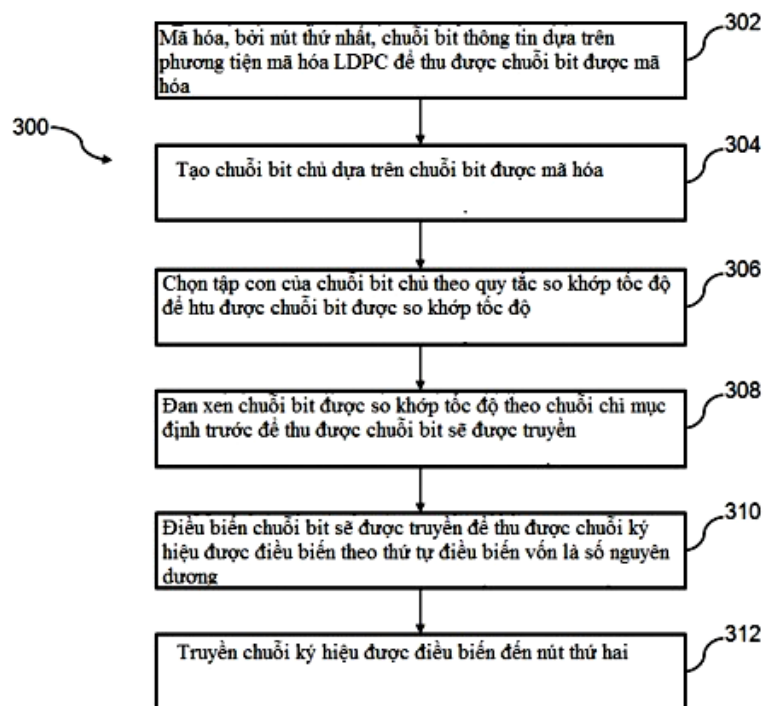 Mã hóa, bởi nút thứ nhất, chuỗi bit thông tin dựa trên
phương tiện mã hóa LDPC để thu được chuỗi bit được mã
hóa
302
300
Tạo chuỗi bit chủ dựa trên chuỗi bit được mã hóa
304
Chọn tập con của chuỗi bit chủ theo quy tắc so khớp tốc độ
để htu được chuỗi bit được so khớp tốc độ
306
Đan xen chuỗi bit được so khớp tốc độ theo chuỗi chỉ mục
định trước để thu được chuỗi bit sẽ được truyền
308
Điều biến chuỗi bit sẽ được truyền để thu được chuỗi ký
hiệu được điều biến theo thứ tự điều biến vốn là số nguyên
dương
310
Truyền chuỗi ký hiệu được điều biến đến nút thứ hai
312